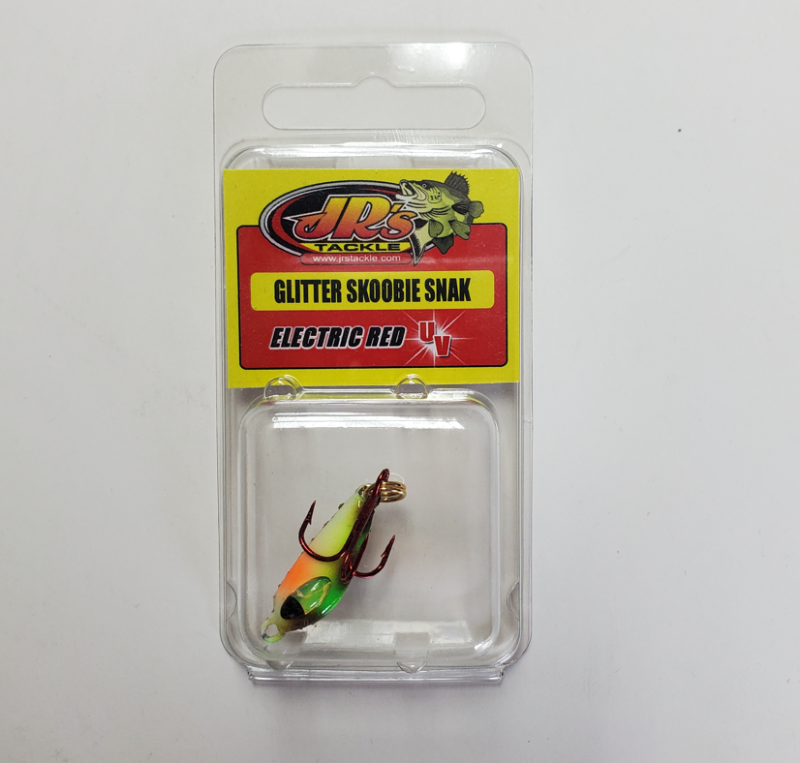 JR's
TACKLE
www.jrstackle.com
GLITTER SKOOBIE SNAK
ELECTRIC RED UV